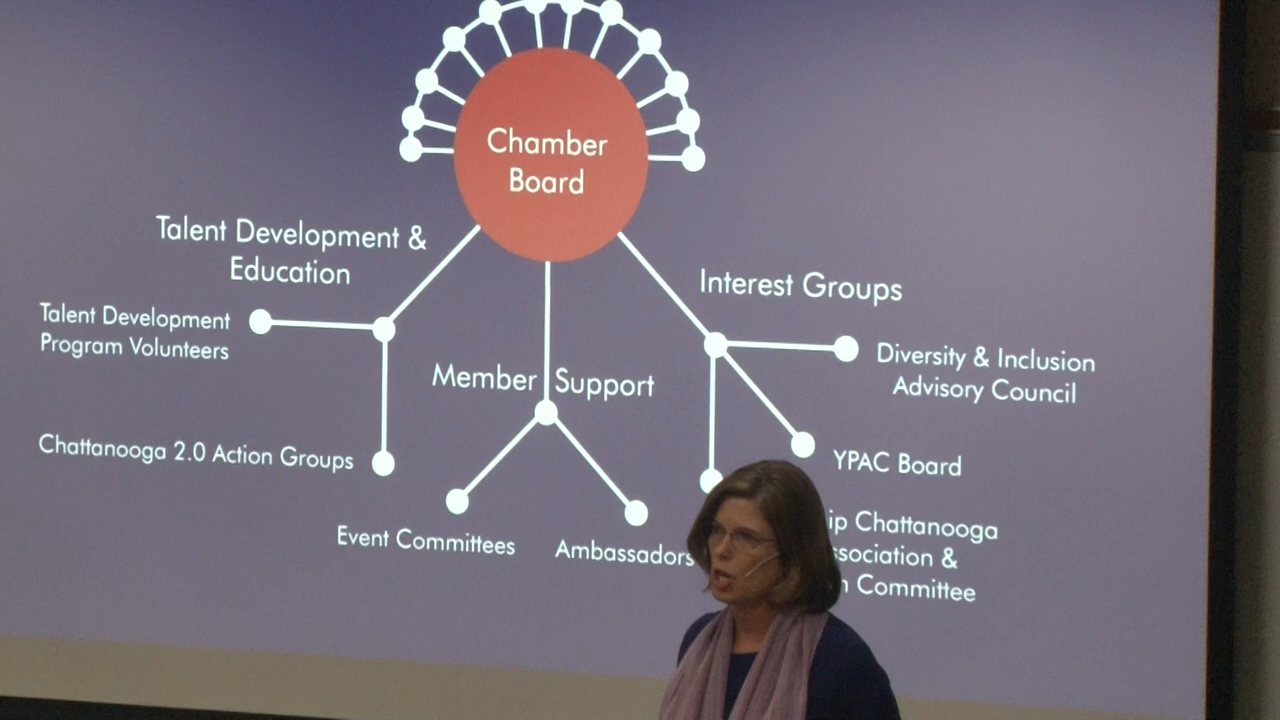 Chamber
Board
Talent Development &
Education
Interest Groups
Talent Development
Program Volunteers
Diversity & Inclusion
Advisory Council
Member Support
Chattanooga 2.0 Action Groups
YPAC Board
Event Committees
Ambassadors
Chattanooga
&
Committee